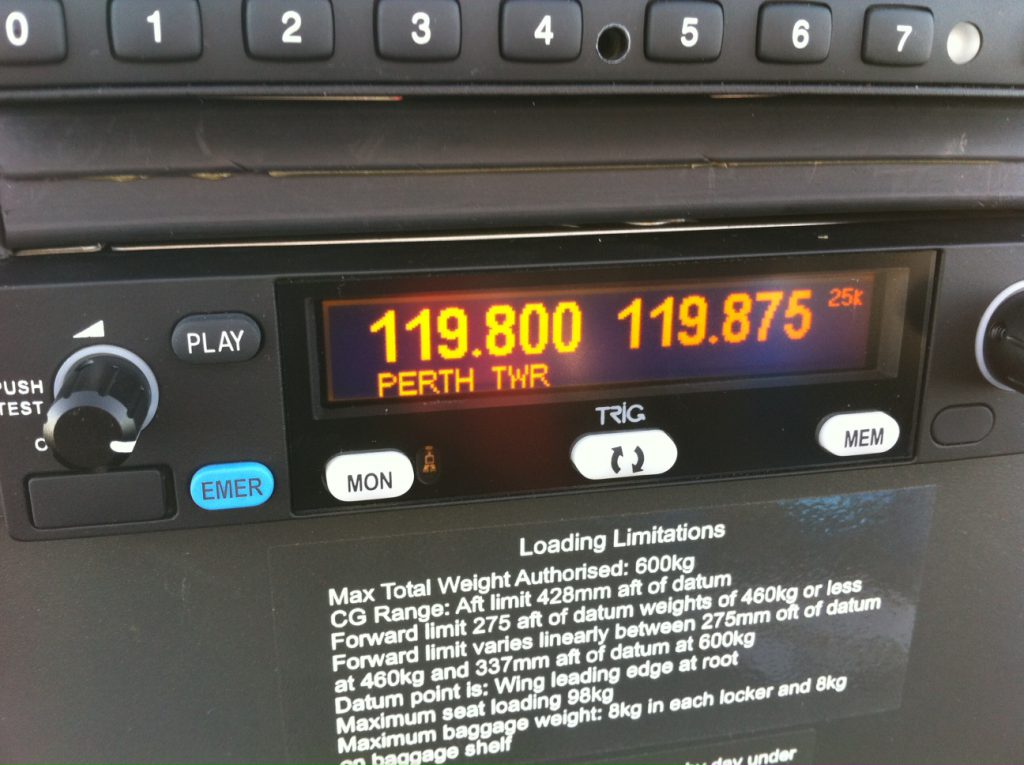 0 1 2 3 4 5 6 7
PLAY
119.800 119.875 25k
PUSH
TEST
PERTH TWR
TRIG
EMER
MON
MEM
Loading Limitations
Max Total Weight Authorised: 600kg
CG Range: Aft limit 428mm aft of datum
Forward limit 275 aft of datum weights of 460kg or less
Forward limit varies linearly between 275mm oft of datum
at 460kg and 337mm aft of datum at 600kg
Datum point is: Wing leading edge at root
Maximum seat loading 98kg
Maximum baggage weight: 8kg in each locker and 8kg
on baggage shelf
by day under